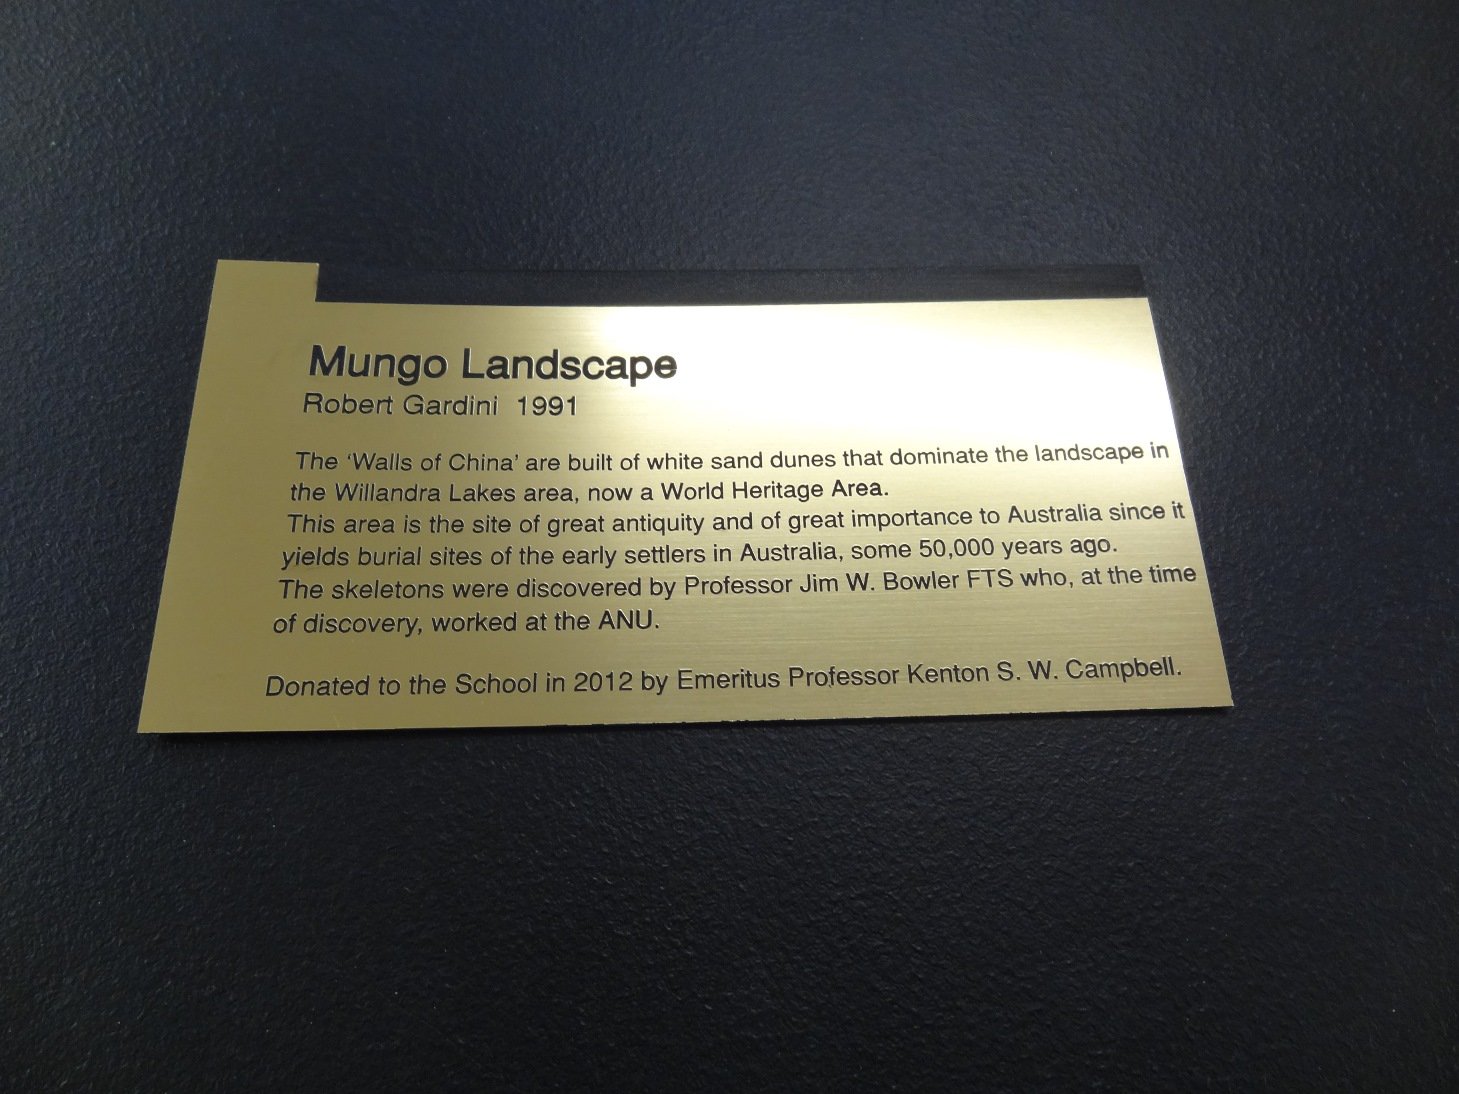 Mungo Landscape
Robert Gardini 1991
The ‘Walls of China’ are built of white sand dunes that dominate the landscape in
the Willandra Lakes area, now a World Heritage Area.
This area is the site of great antiquity and of great importance to Australia since it
yields burial sites of the early settlers in Australia, some 50,000 years ago.
The skeletons were discovered by Professor Jim W. Bowler FTS who, at the time
of discovery, worked at the ANU.
Donated to the School in 2012 by Emeritus Professor Kenton S. W. Campbell.